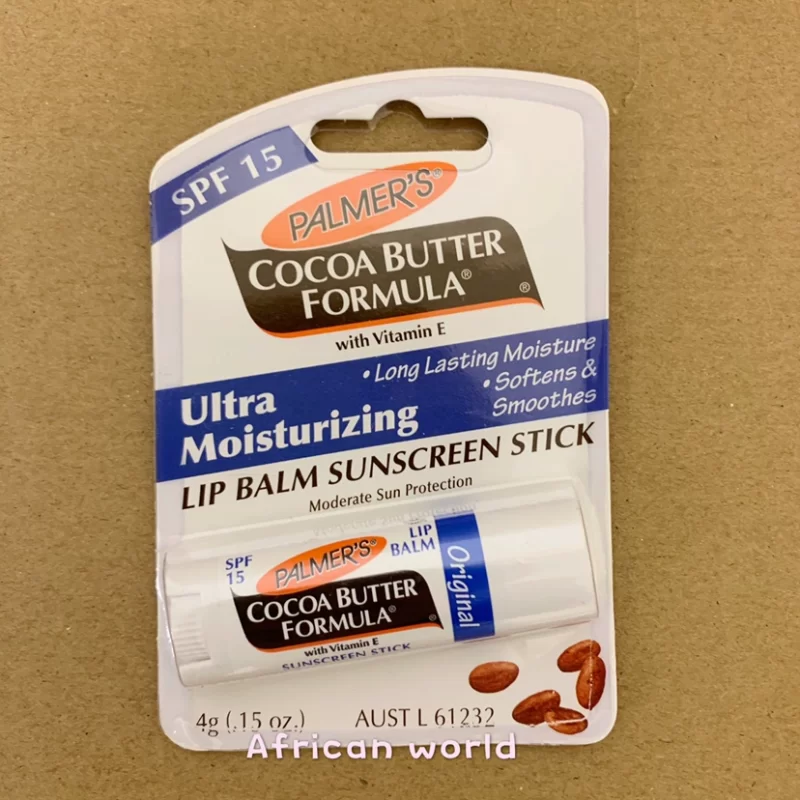 SPF 15
PALMER'S®
COCOA BUTTER
FORMULA®
®
with Vitamin E
• Long Lasting Moisture
• Softens &
Smoothes
Ultra
Moisturizing
LIP BALM SUNSCREEN STICK
Moderate Sun Protection
SPF
15
PALMER'S®
LIP
BALM
COCOA BUTTER
FORMULA®
with Vitamin E
SUNSCREEN STICK
Original
4g (.15 oz.)
AUST L 61232
African world